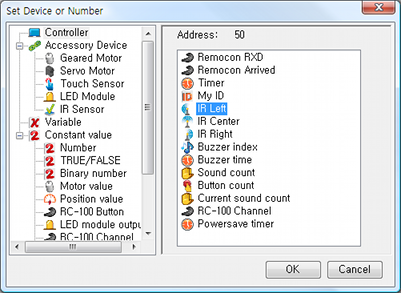 Set Device or Number
Controller
Accessory Device
Geared Motor
Servo Motor
Touch Sensor
LED Module
IR Sensor
Variable
Constant value
Number
TRUE/FALSE
Binary number
Motor value
Position value
RC-100 Button
LED module outpu
RC-100 Channel
Address: 50
Remocon RXD
Remocon Arrived
Timer
My ID
IR Left
IR Center
IR Right
Buzzer index
Buzzer time
Sound count
Button count
Current sound count
RC-100 Channel
Powersave timer
OK
Cancel